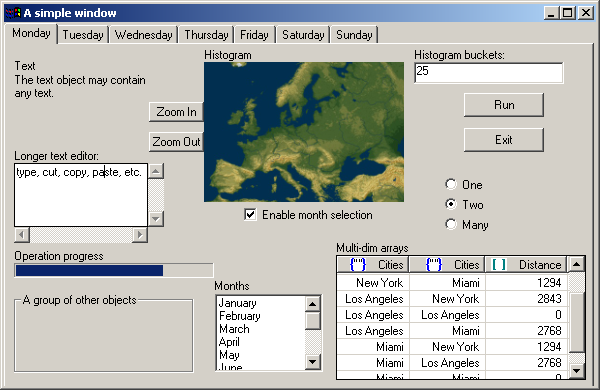 A simple window
Monday Tuesday Wednesday Thursday Friday Saturday Sunday
Text
The text object may contain
any text.
Zoom In
Zoom Out
Longer text editor:
type, cut, copy, paste, etc.
Operation progress
A group of other objects
Histogram
Enable month selection
Months
January
February
March
April
May
June
Histogram buckets:
25
Run
Exit
One
Two
Many
Multi-dim arrays
Cities Cities Distance
New York Miami 1294
Los Angeles New York 2843
Los Angeles Los Angeles 0
Los Angeles Miami 2768
Miami New York 1294
Miami Los Angeles 2768
Miami Miami 0